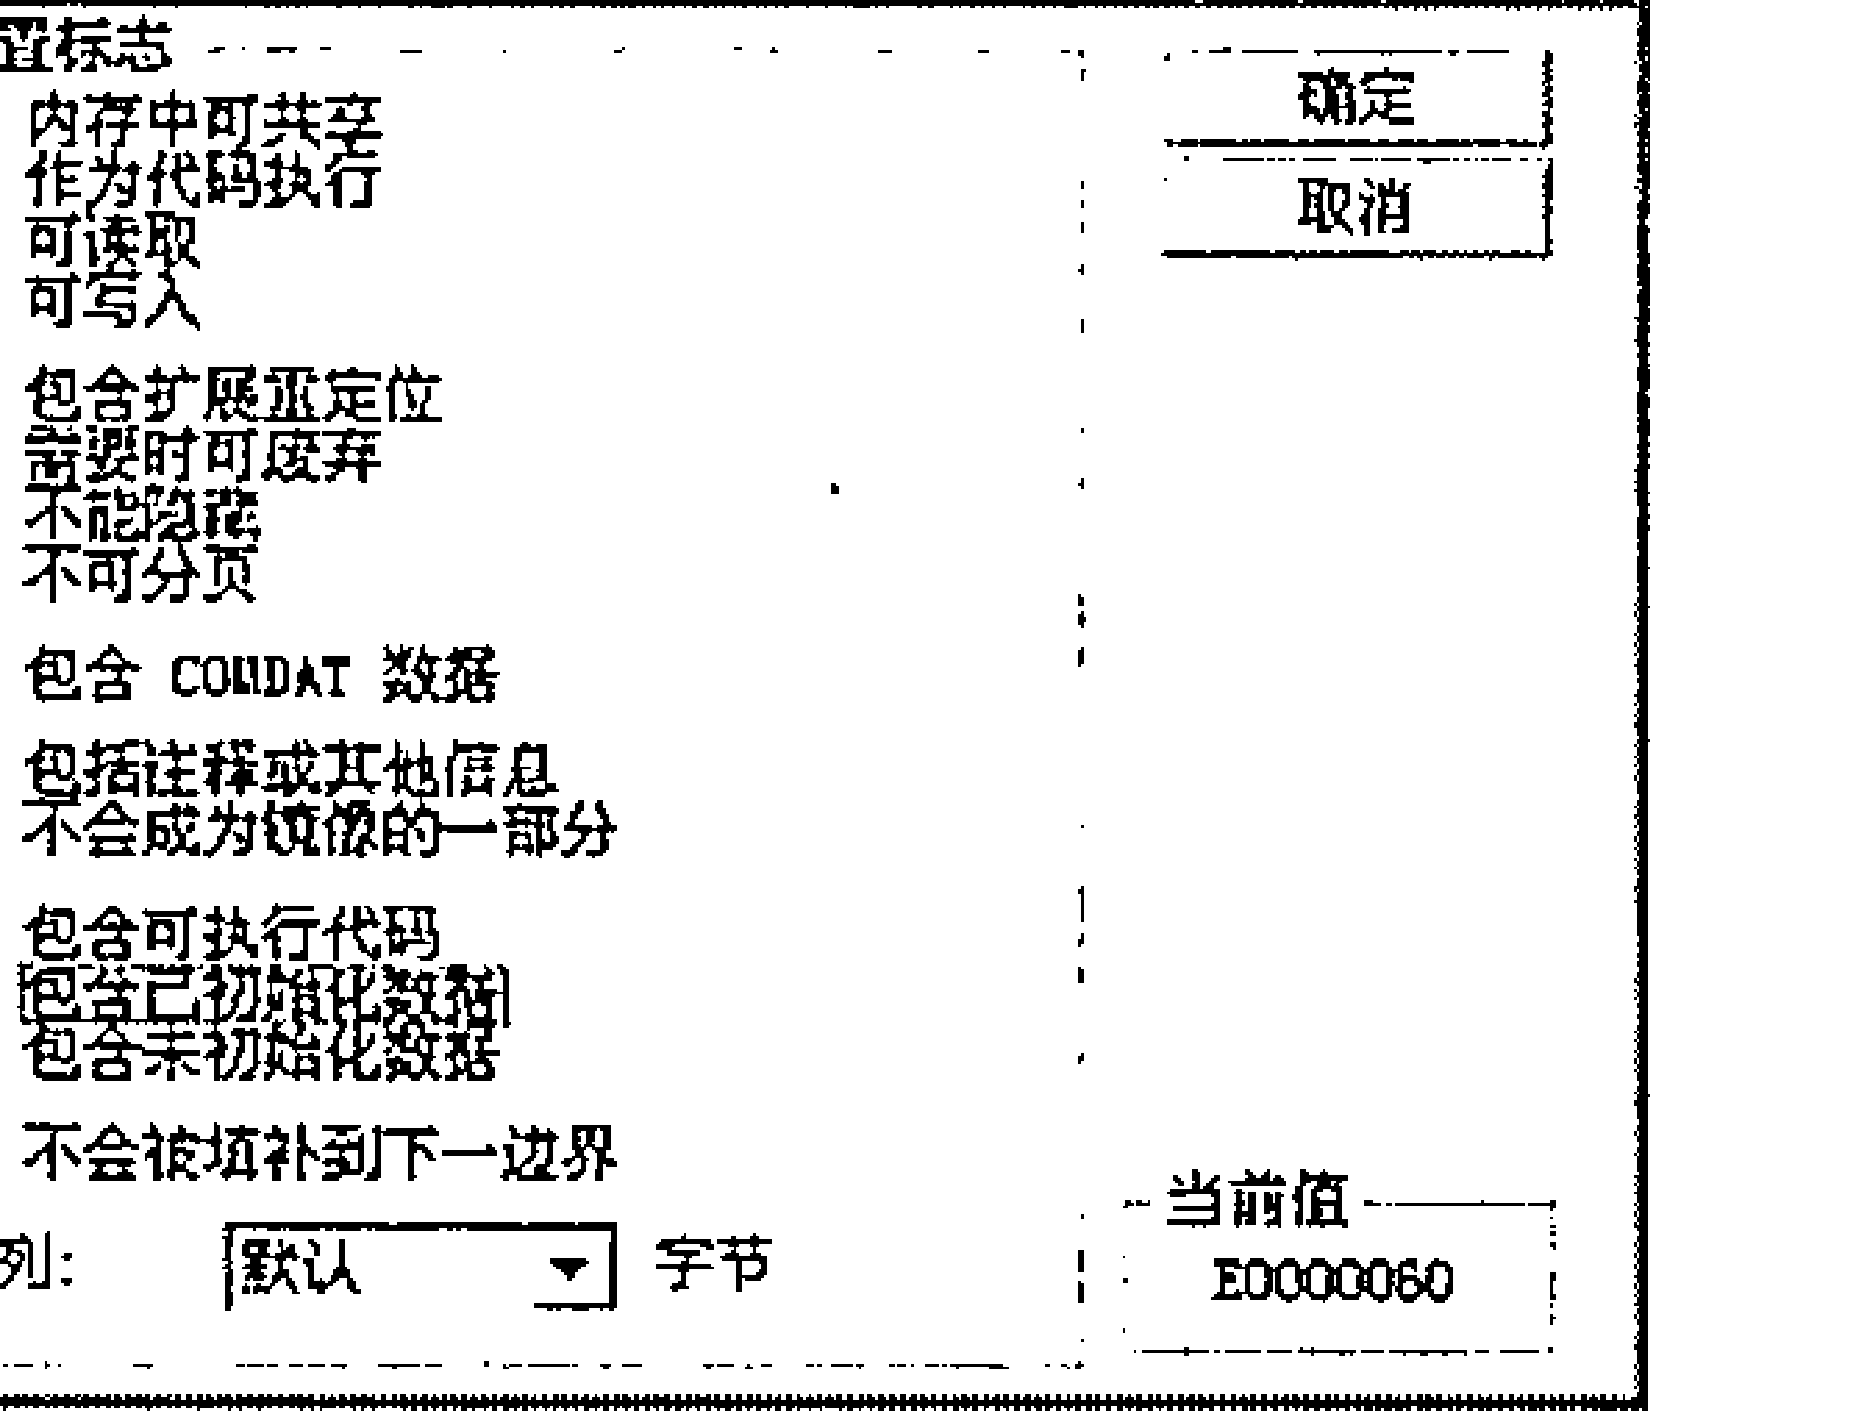 置标志
内存中可共享
作为代码执行
可读取
可写入
包含扩展重定位
需要时可废弃
不能隐藏
不可分页
包含 COMDAT 数据
包括注释或其他信息
不会成为镜像的一部分
包含可执行代码
包含已初始化数据
包含未初始化数据
不会被填补到下一边界
列: 默认 字节
确定
取消
当前值
E0000060